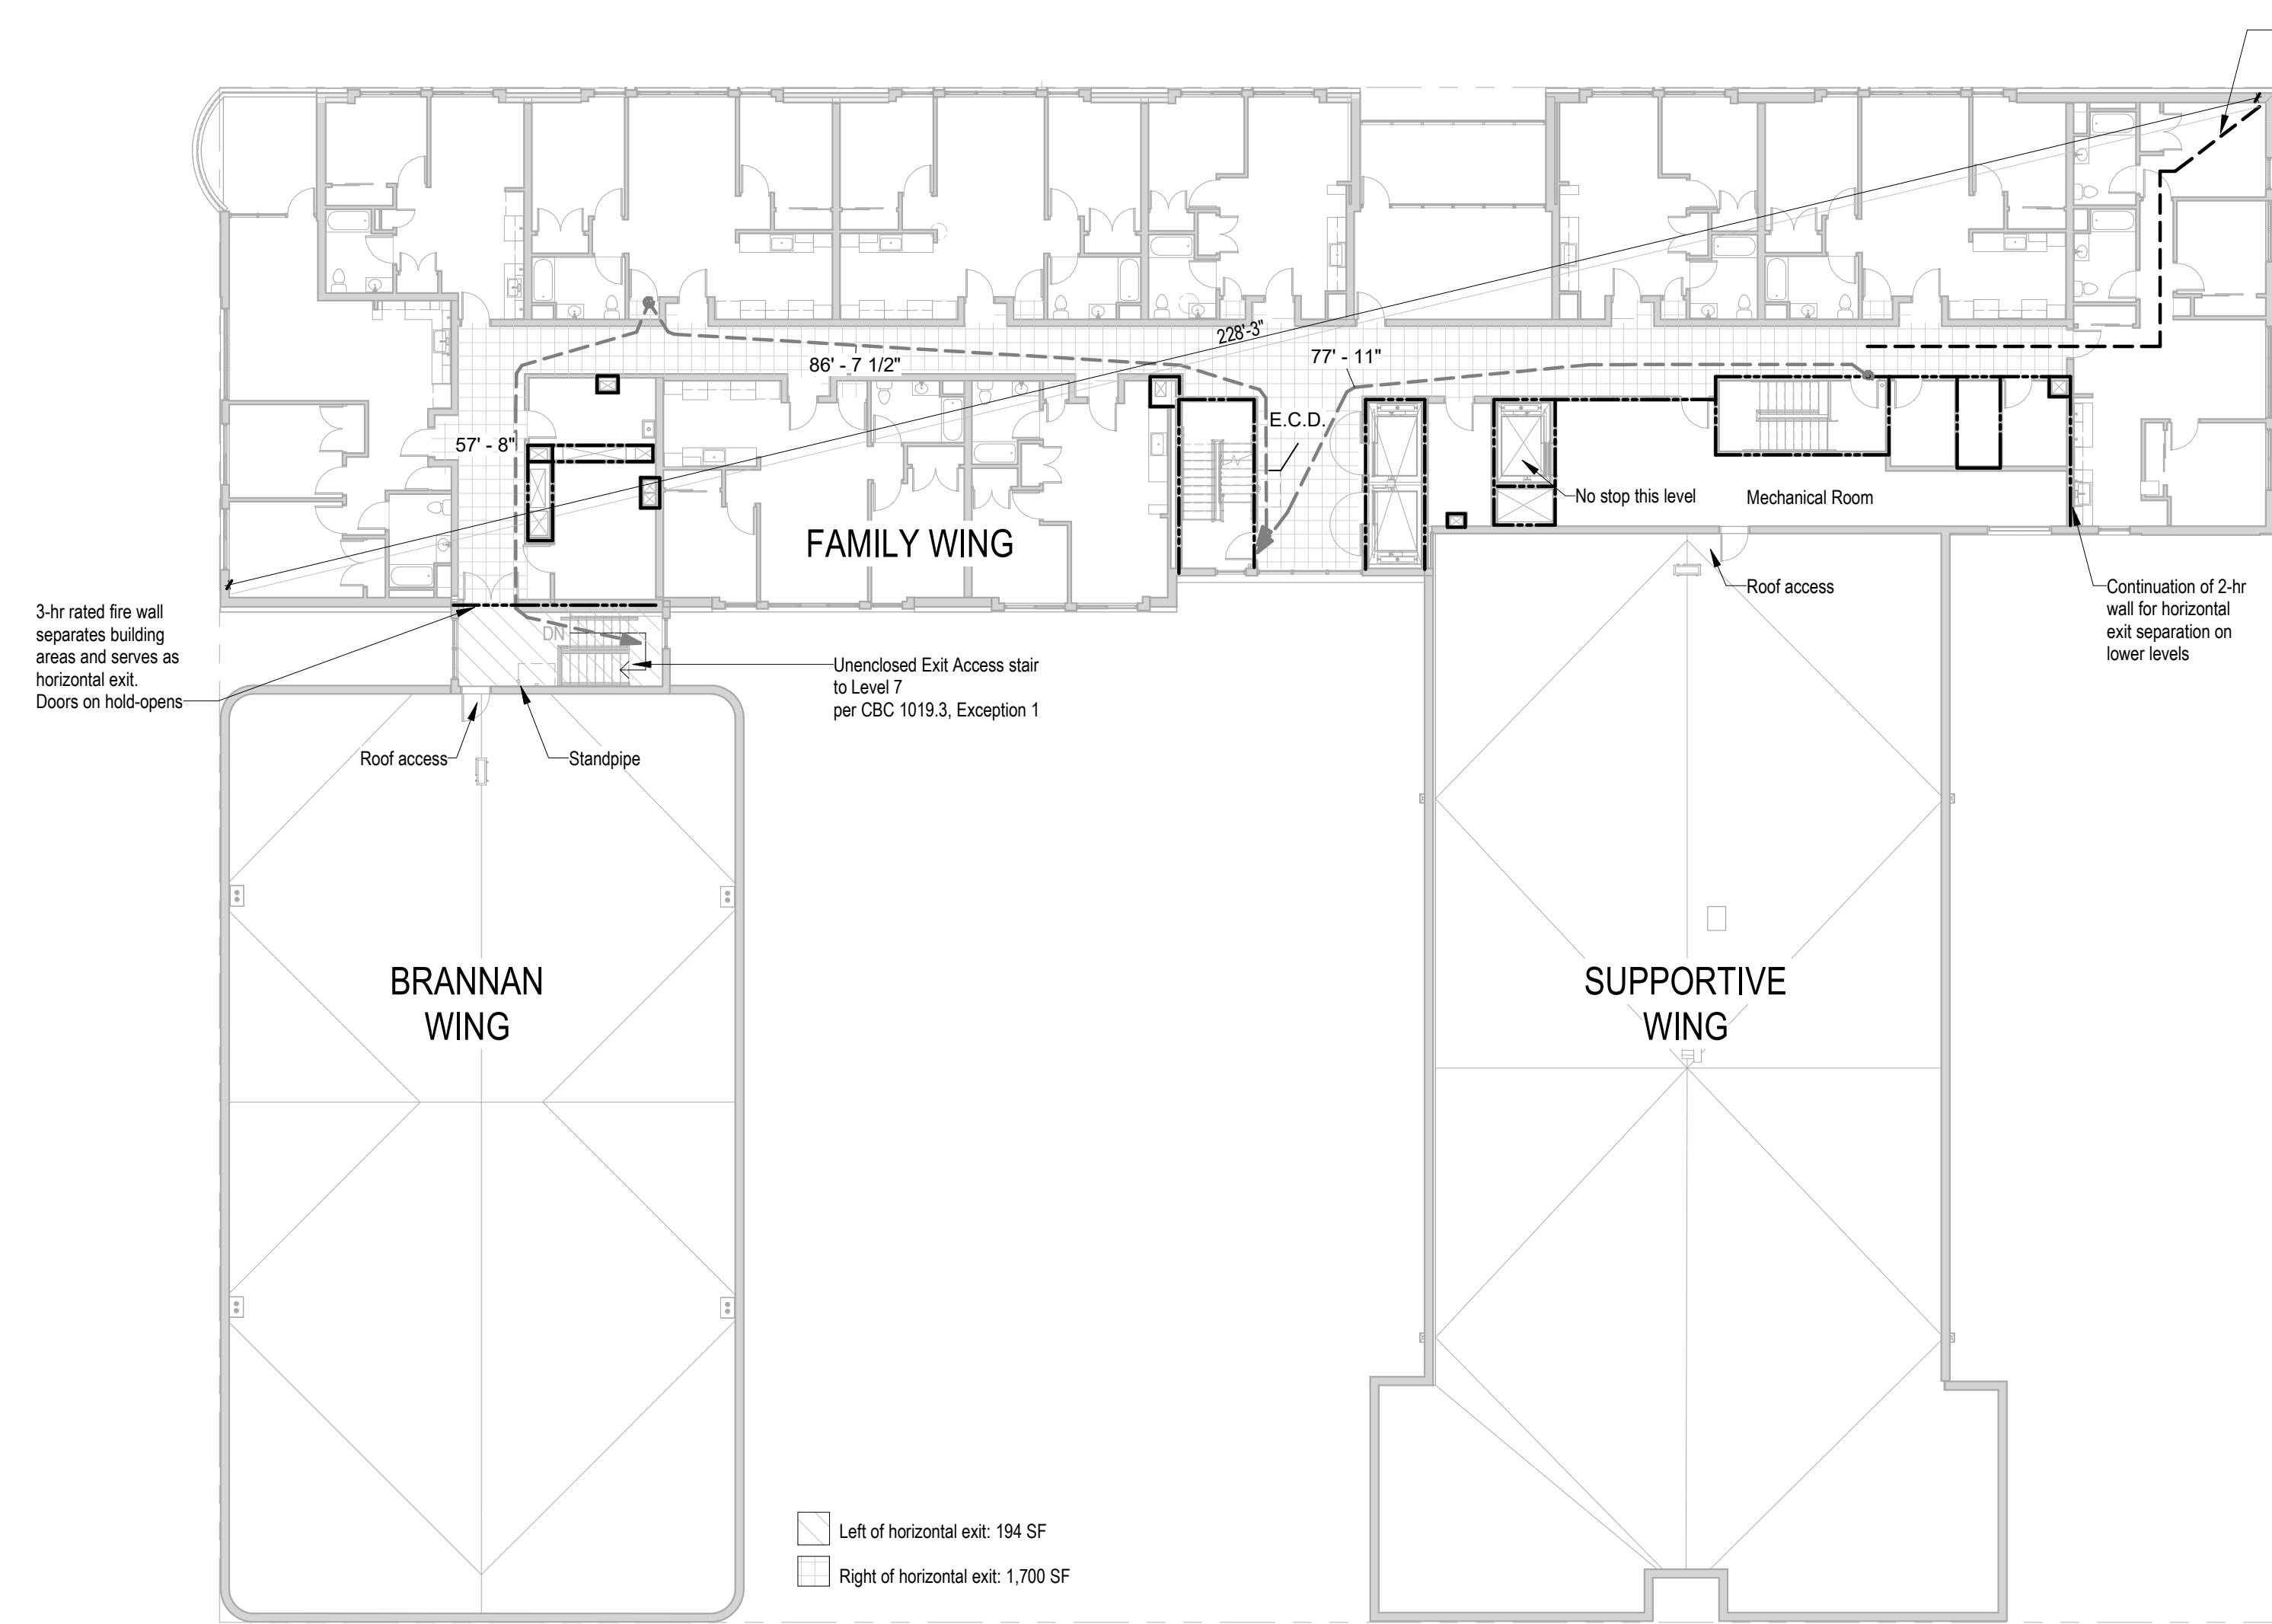 228'-3"
86' - 7 1/2"
77' - 11"
57' - 8"
E.C.D.
No stop this level
Mechanical Room
FAMILY WING
3-hr rated fire wall
separates building
areas and serves as
horizontal exit.
Doors on hold-opens
DN
Unenclosed Exit Access stair
to Level 7
per CBC 1019.3, Exception 1
Roof access
Continuation of 2-hr
wall for horizontal
exit separation on
lower levels
Roof access
Standpipe
BRANNAN
WING
SUPPORTIVE
WING
Left of horizontal exit: 194 SF
Right of horizontal exit: 1,700 SF